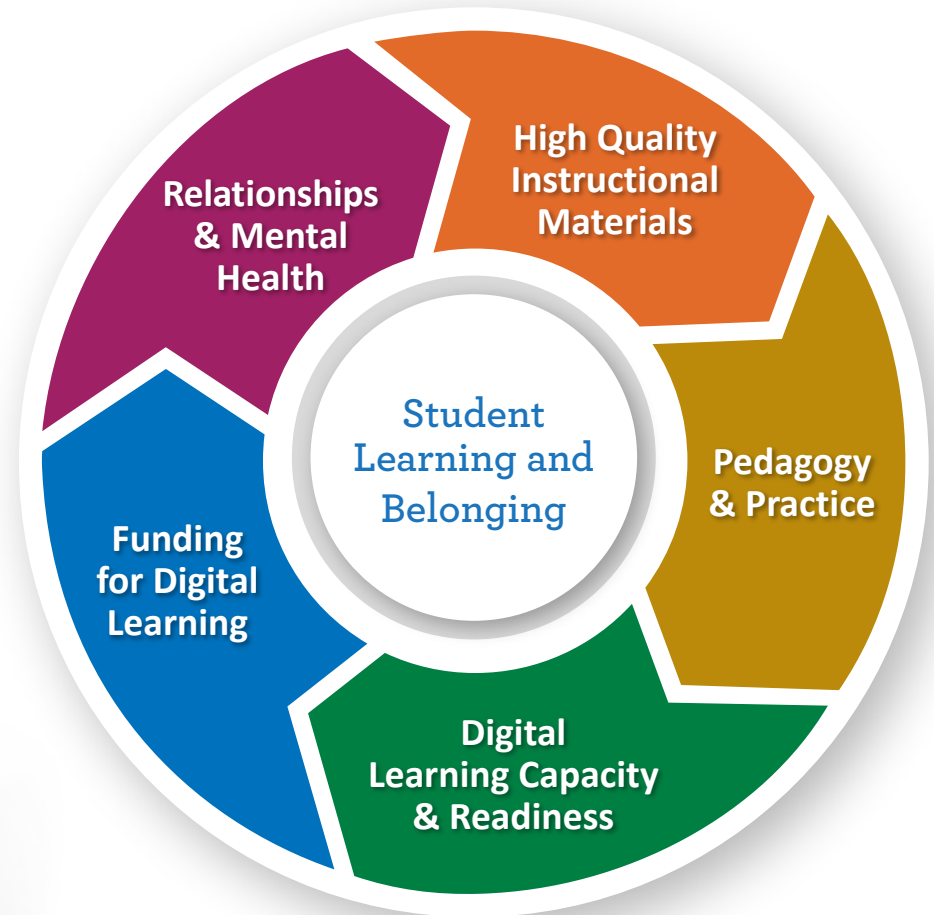 High Quality
Instructional
Materials
Relationships
& Mental
Health
Student
Learning and
Belonging
Pedagogy
& Practice
Funding
for Digital
Learning
Digital
Learning Capacity
& Readiness